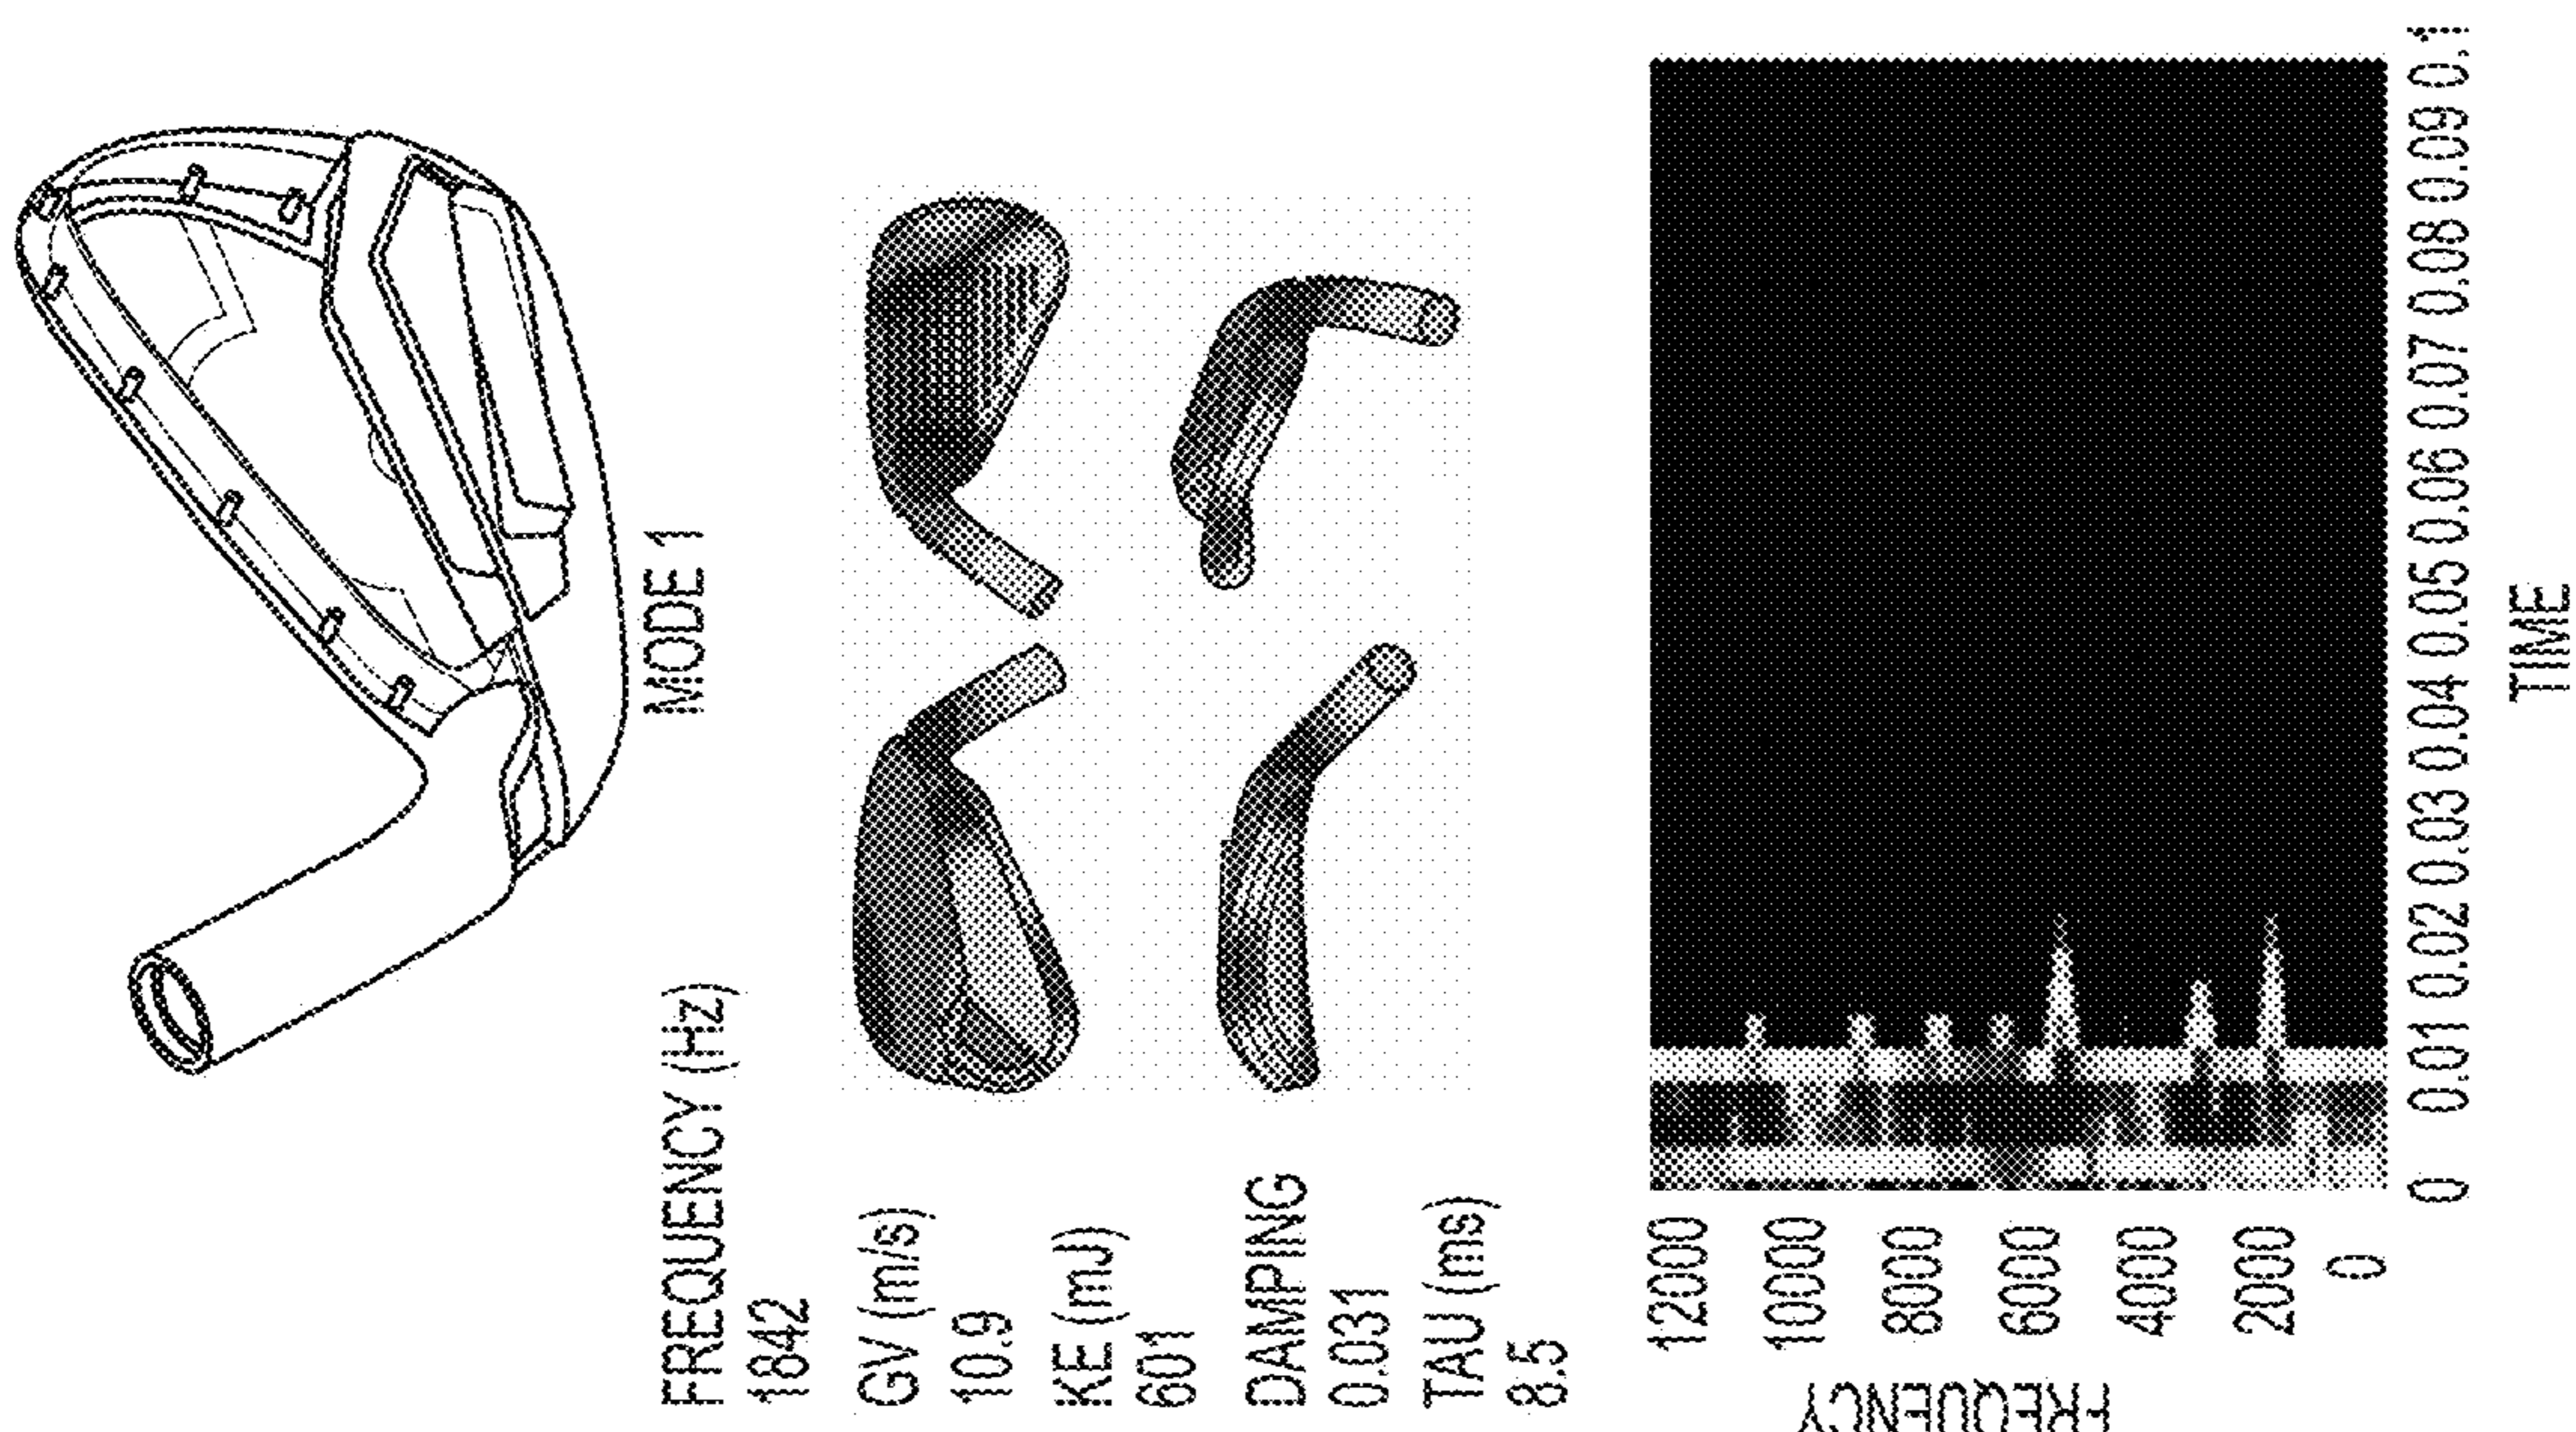 MODE 1
FREQUENCY (Hz)
1842
GV (m/s)
10.9
KE (mJ)
601
DAMPING
0.031
TAU (ms)
8.5
FREQUENCY
12000
10000
8000
6000
4000
2000
0
0 0.01 0.02 0.03 0.04 0.05 0.06 0.07 0.08 0.09 0.1
TIME